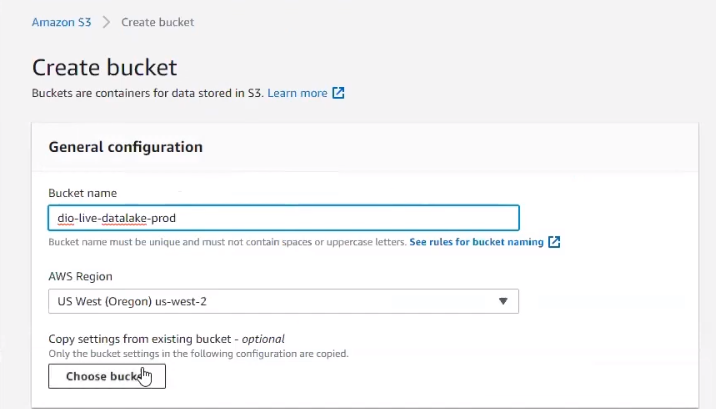 Amazon S3 > Create bucket
Create bucket
Buckets are containers for data stored in S3. Learn more
General configuration
Bucket name
dio-live-datalake-prod
Bucket name must be unique and must not contain spaces or uppercase letters. See rules for bucket naming
AWS Region
US West (Oregon) us-west-2
Copy settings from existing bucket - optional
Only the bucket settings in the following configuration are copied.
Choose bucket